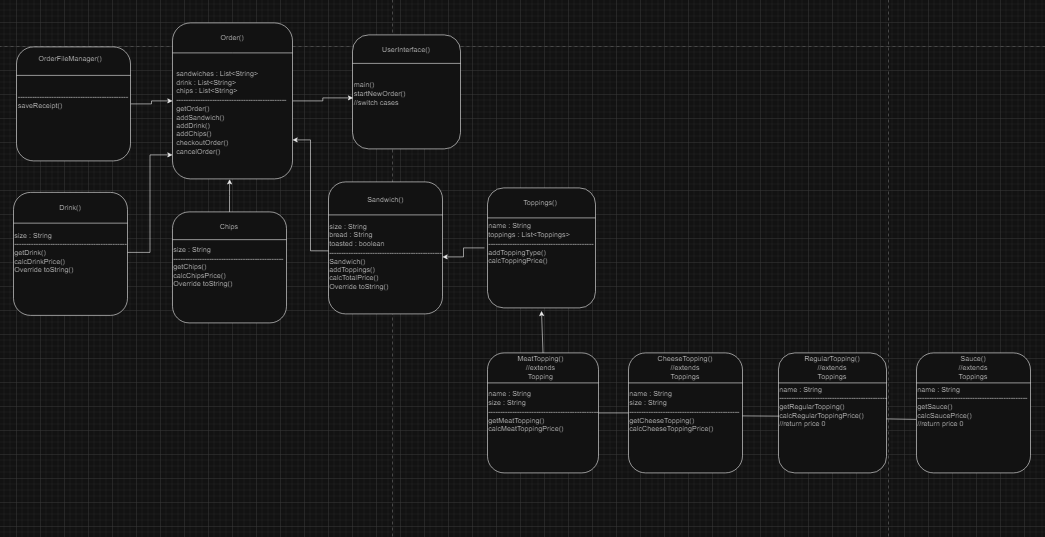 OrderFileManager()
saveReceipt()
Order()
sandwiches : List<String>
drink : List<String>
chips : List<String>
getOrder()
addSandwich()
addDrink()
addChips()
checkoutOrder()
cancelOrder()
UserInterface()
main()
startNewOrder()
//switch cases
Drink()
size : String
getDrink()
calcDrinkPrice()
Override toString()
Chips
size : String
getChips()
calcChipsPrice()
Override toString()
Sandwich()
size : String
bread : String
toasted : boolean
Sandwich()
addToppings()
calcTotalPrice()
Override toString()
Toppings()
name : String
toppings : List<Toppings>
addToppingType()
calcToppingPrice()
MeatTopping()
//extends
Topping
name : String
size : String
getMeatTopping()
calcMeatToppingPrice()
CheeseTopping()
//extends
Toppings
name : String
size : String
getCheeseTopping()
calcCheeseToppingPrice()
RegularTopping()
//extends
Toppings
name : String
getRegularTopping()
calcRegularToppingPrice()
//return price 0
Sauce()
//extends
Toppings
name : String
getSauce()
calcSaucePrice()
//return price 0